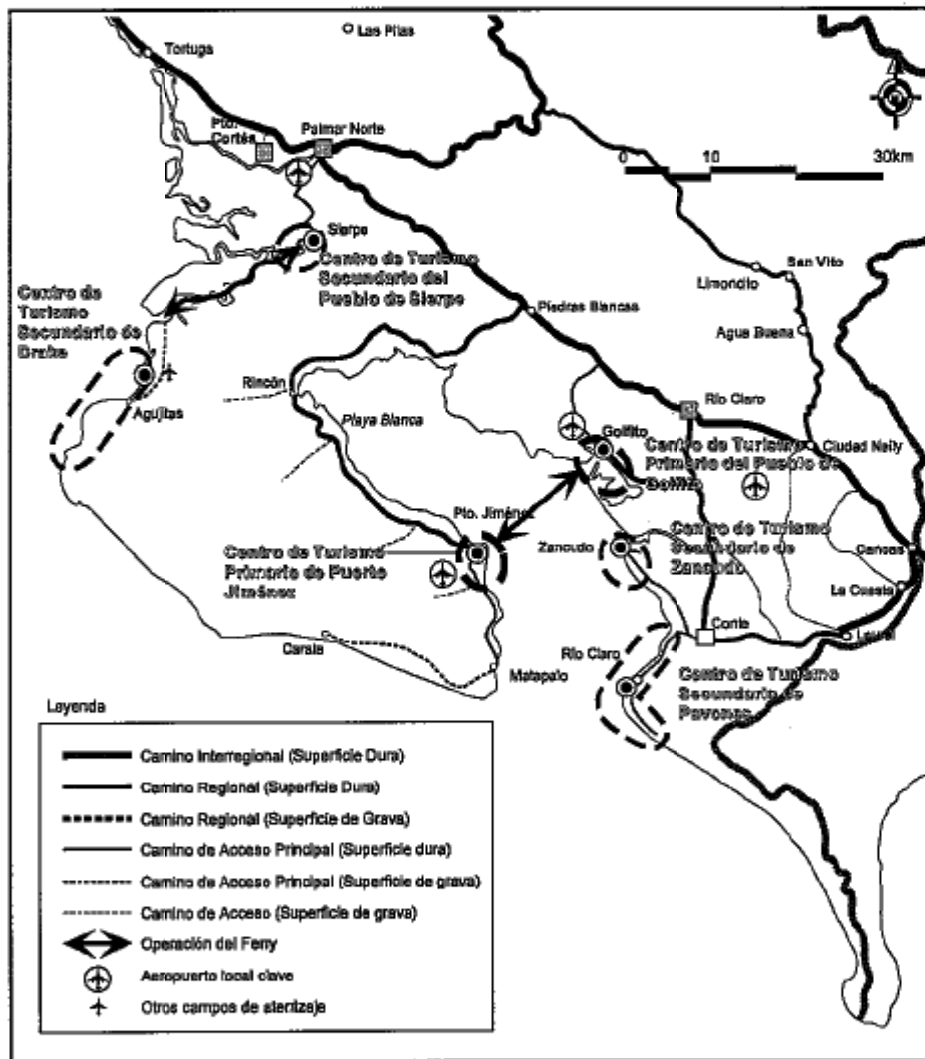 Las Pilas
Tortuga
Pto.
Cortés
Palmar Norte
0 10 30km
Sierpe
Centro de Turismo
Secundario del
Pueblo de Sierpe
San Vito
Limoncito
Centro de
Turismo
Secundario de
Drake
Piedras Blancas
Agua Buena
Rincón
Agujitas
Playa Blanca
Río Claro
Golfito
Ciudad Neily
Centro de Turismo
Primario del Pueblo de
Golfito
Pto. Jiménez
Zancudo
Centro de Turismo
Secundario de
Zancudo
Canoas
Centro de Turismo
Primario de Puerto
Jiménez
La Cuesta
Corte
Laurel
Carate
Río Claro
Matapalo
Centro de Turismo
Secundario de
Pavones
Leyenda
Camino Interregional (Superficie Dura)
Camino Regional (Superficie Dura)
Camino Regional (Superficie de Grava)
Camino de Acceso Principal (Superficie dura)
Camino de Acceso Principal (Superficie de grava)
Camino de Acceso (Superficie de grava)
Operación del Ferry
Aeropuerto local clave
Otros campos de aterrizaje